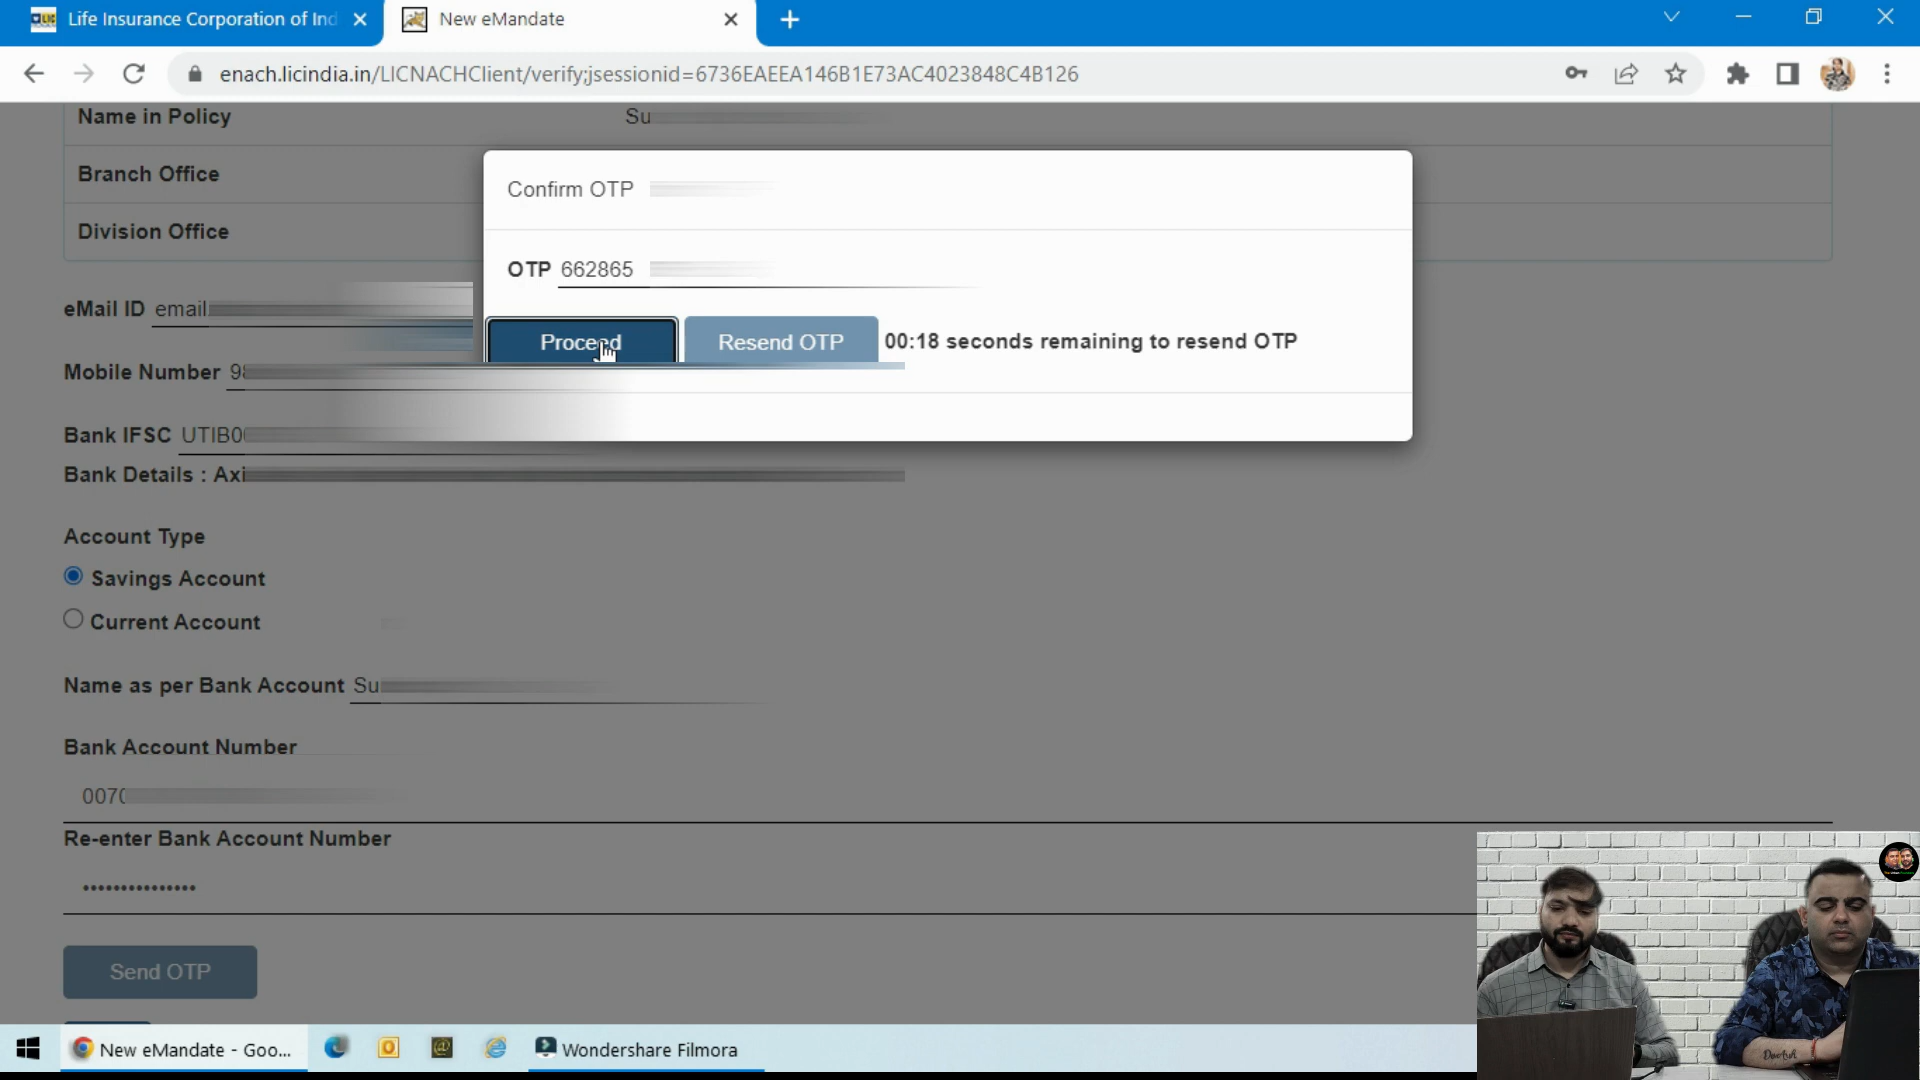 Life Insurance Corporation of Ind
New eMandate
enach.licindia.in/LICNACHClient/verify;jsessionid=6736EAEEA146B1E73AC4023848C4B126
Name in Policy Su
Branch Office
Division Office
Confirm OTP
OTP 662865
Proceed Resend OTP 00:18 seconds remaining to resend OTP
eMail ID email
Mobile Number 98
Bank IFSC UTIB0
Bank Details : Axi
Account Type
Savings Account
Current Account
Name as per Bank Account Su
Bank Account Number
0070
Re-enter Bank Account Number
•••••••••••••••
Send OTP
New eMandate - Goo...
Wondershare Filmora